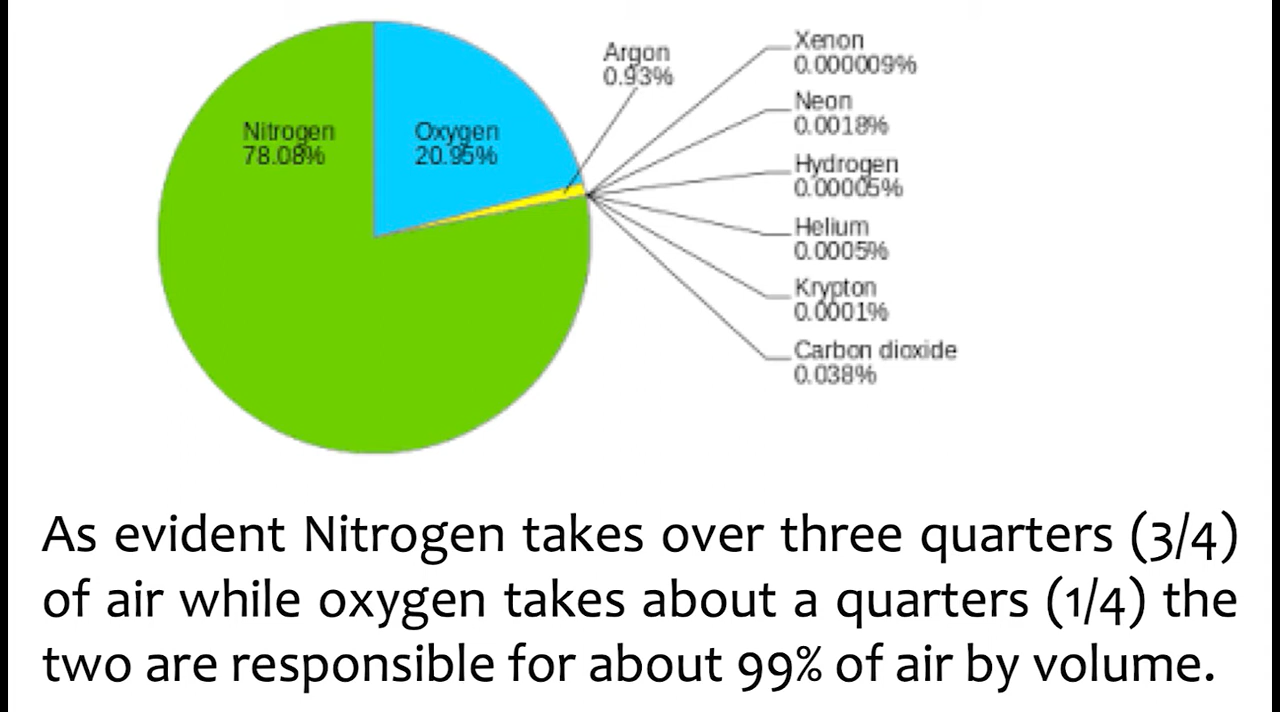 Nitrogen
78.08%
Oxygen
20.95%
Argon
0.93%
Xenon
0.000009%
Neon
0.0018%
Hydrogen
0.00005%
Helium
0.0005%
Krypton
0.0001%
Carbon dioxide
0.038%
As evident Nitrogen takes over three quarters (3/4)
of air while oxygen takes about a quarters (1/4) the
two are responsible for about 99% of air by volume.